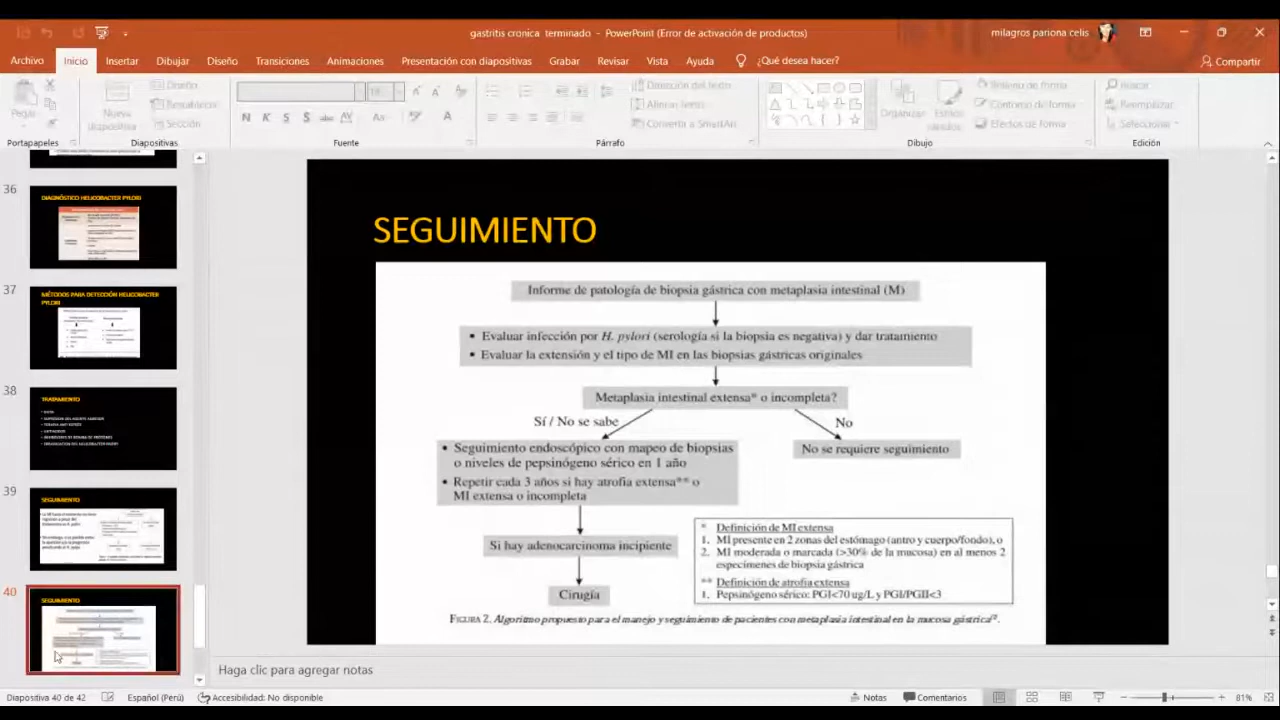 gastritis cronica terminado - PowerPoint (Error de activación de productos)
milagros pariona celis
Archivo Inicio Insertar Dibujar Diseño Transiciones Animaciones Presentación con diapositivas Grabar Revisar Vista Ayuda ¿Qué desea hacer? Compartir
Pegar
Nueva diapositiva
Diseño
Restablecer
Sección
N K S S abc AV Aa A
Dirección del texto
Alinear texto
Convertir a SmartArt
Organizar
Estilos rápidos
Relleno de forma
Contorno de forma
Efectos de forma
Buscar
Reemplazar
Seleccionar
Portapapeles Diapositivas Fuente Párrafo Dibujo Edición
36
DIAGNÓSTICO HELICOBACTER PYLORI
37
MÉTODOS PARA DETECCIÓN HELICOBACTER
PYLORI
38
TRATAMIENTO
39
SEGUIMIENTO
40
SEGUIMIENTO
SEGUIMIENTO
Informe de patología de biopsia gástrica con metaplasia intestinal (M)
• Evaluar infección por H. pylori (serología si la biopsia es negativa) y dar tratamiento
• Evaluar la extensión y el tipo de MI en las biopsias gástricas originales
Metaplasia intestinal extensa* o incompleta?
Sí / No se sabe
No
• Seguimiento endoscópico con mapeo de biopsias
o niveles de pepsinógeno sérico en 1 año
• Repetir cada 3 años si hay atrofia extensa** o
MI extensa o incompleta
No se requiere seguimiento
Si hay adenocarcinoma incipiente
Cirugía
* Definición de MI extensa
1. MI presente en 2 zonas del estómago (antro y cuerpo/fondo), o
2. MI moderada o marcada (>30% de la mucosa) en al menos 2
especímenes de biopsia gástrica
** Definición de atrofia extensa
1. Pepsinógeno sérico: PGI<70 ug/L y PGI/PGII<3
FIGURA 2. Algoritmo propuesto para el manejo y seguimiento de pacientes con metaplasia intestinal en la mucosa gástrica
Haga clic para agregar notas
Diapositiva 40 de 42 Español (Perú) Accesibilidad: No disponible Notas Comentarios 81%